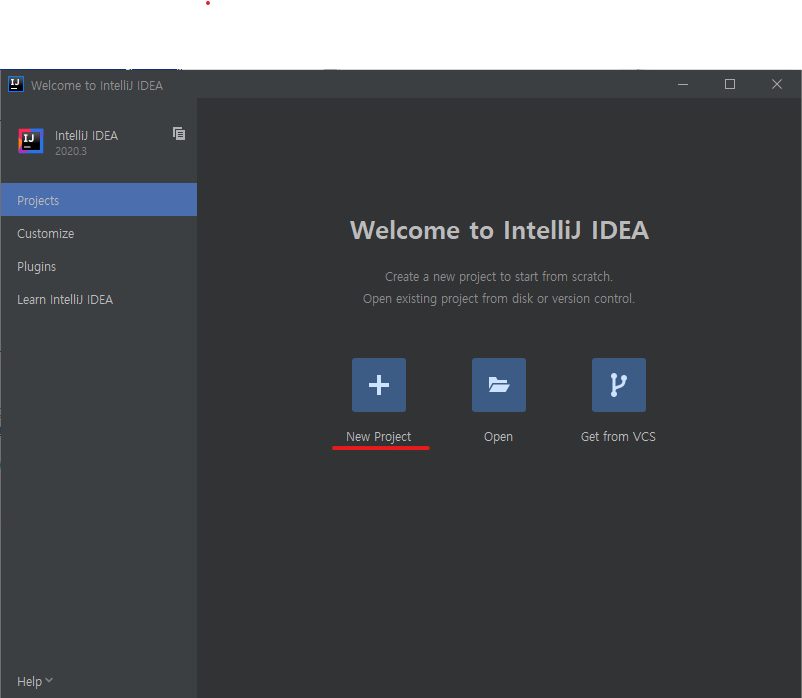 Welcome to IntelliJ IDEA
IntelliJ IDEA
2020.3
Projects
Customize
Plugins
Learn IntelliJ IDEA
Help
Welcome to IntelliJ IDEA
Create a new project to start from scratch.
Open existing project from disk or version control.
New Project
Open
Get from VCS